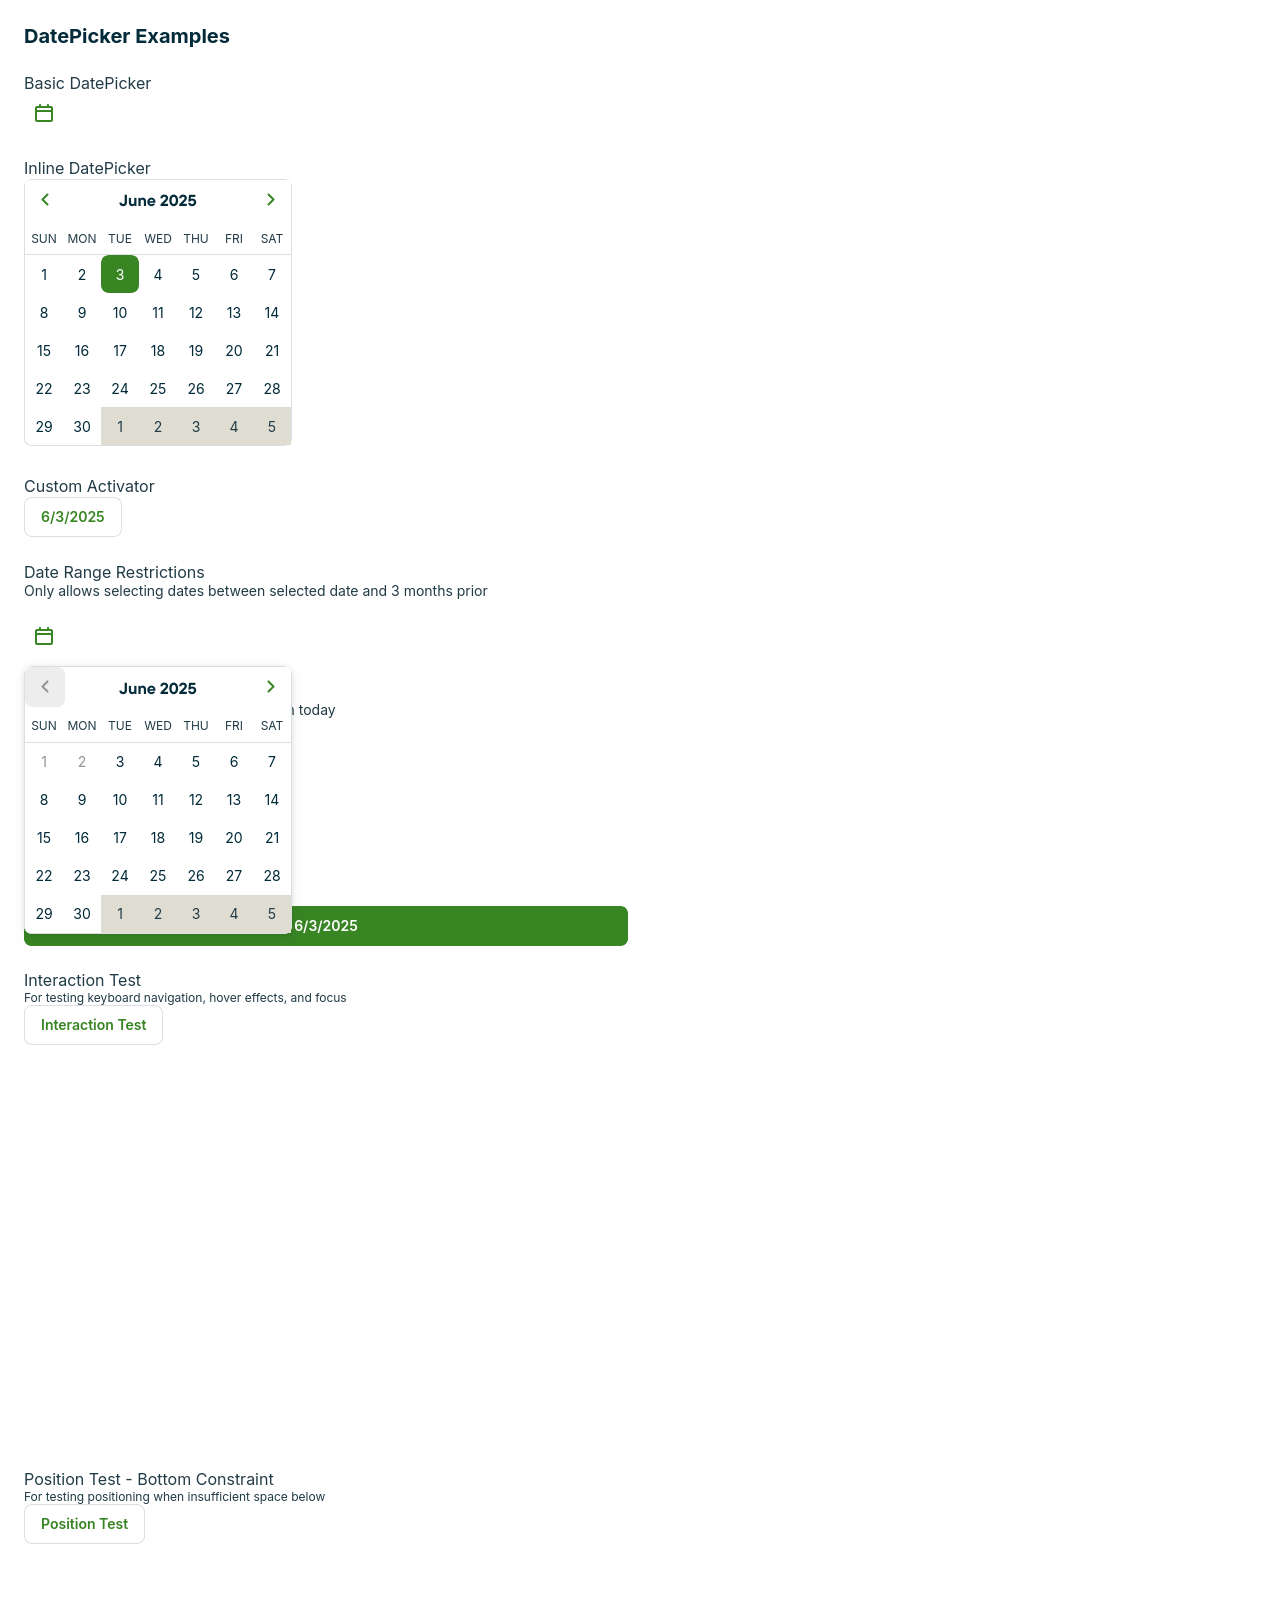 DatePicker Examples
Basic DatePicker
Inline DatePicker
June 2025
SUN MON TUE WED THU FRI SAT
1 2 3 4 5 6 7
8 9 10 11 12 13 14
15 16 17 18 19 20 21
22 23 24 25 26 27 28
29 30 1 2 3 4 5
Custom Activator
6/3/2025
Date Range Restrictions
Only allows selecting dates between selected date and 3 months prior
June 2025
today
SUN MON TUE WED THU FRI SAT
1 2 3 4 5 6 7
8 9 10 11 12 13 14
15 16 17 18 19 20 21
22 23 24 25 26 27 28
29 30 1 2 3 4 5
6/3/2025
Interaction Test
For testing keyboard navigation, hover effects, and focus
Interaction Test
Position Test - Bottom Constraint
For testing positioning when insufficient space below
Position Test